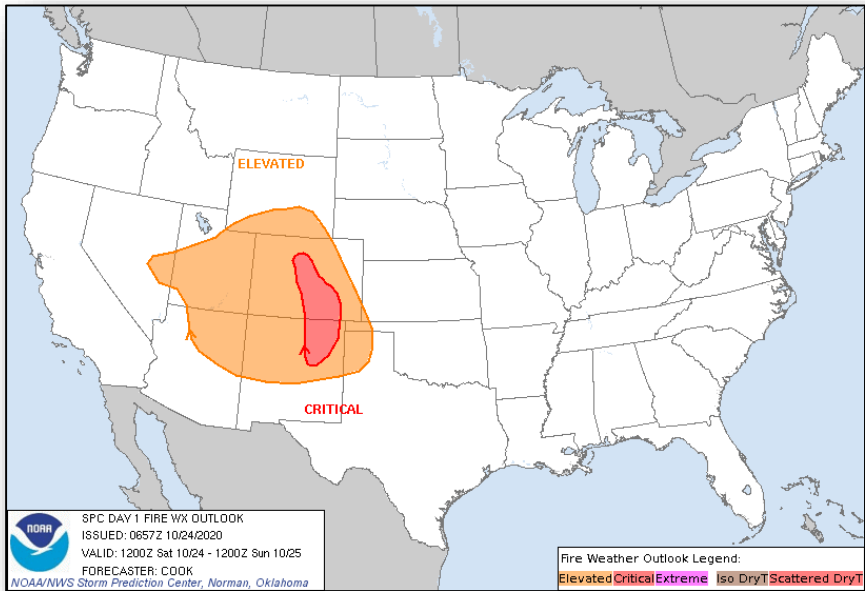 ELEVATED
CRITICAL
NOAA
SPC DAY 1 FIRE WX OUTLOOK
ISSUED: 0657Z 10/24/2020
VALID: 1200Z Sat 10/24 - 1200Z Sun 10/25
FORECASTER: COOK
NOAA/NWS Storm Prediction Center, Norman, Oklahoma
Fire Weather Outlook Legend:
Elevated Critical Extreme Iso DryT Scattered DryT